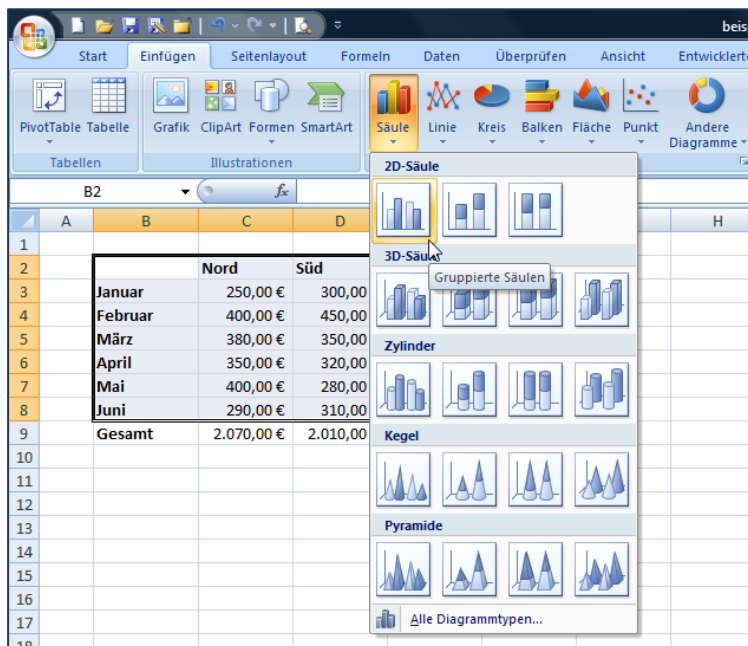 beis
Start Einfügen Seitenlayout Formeln Daten Überprüfen Ansicht Entwicklert
PivotTable Tabelle Grafik ClipArt Formen SmartArt Säule Linie Kreis Balken Fläche Punkt Andere Diagramme
Tabellen Illustrationen
B2 fx
2D-Säule
A B C D H
1
2 Nord Süd
3D-Säule
Gruppierte Säulen
3 Januar 250,00 € 300,00
4 Februar 400,00 € 450,00
5 März 380,00 € 350,00
Zylinder
6 April 350,00 € 320,00
7 Mai 400,00 € 280,00
8 Juni 290,00 € 310,00
9 Gesamt 2.070,00 € 2.010,00
Kegel
10
11
12
13
Pyramide
14
15
16
17
Alle Diagrammtypen...
18